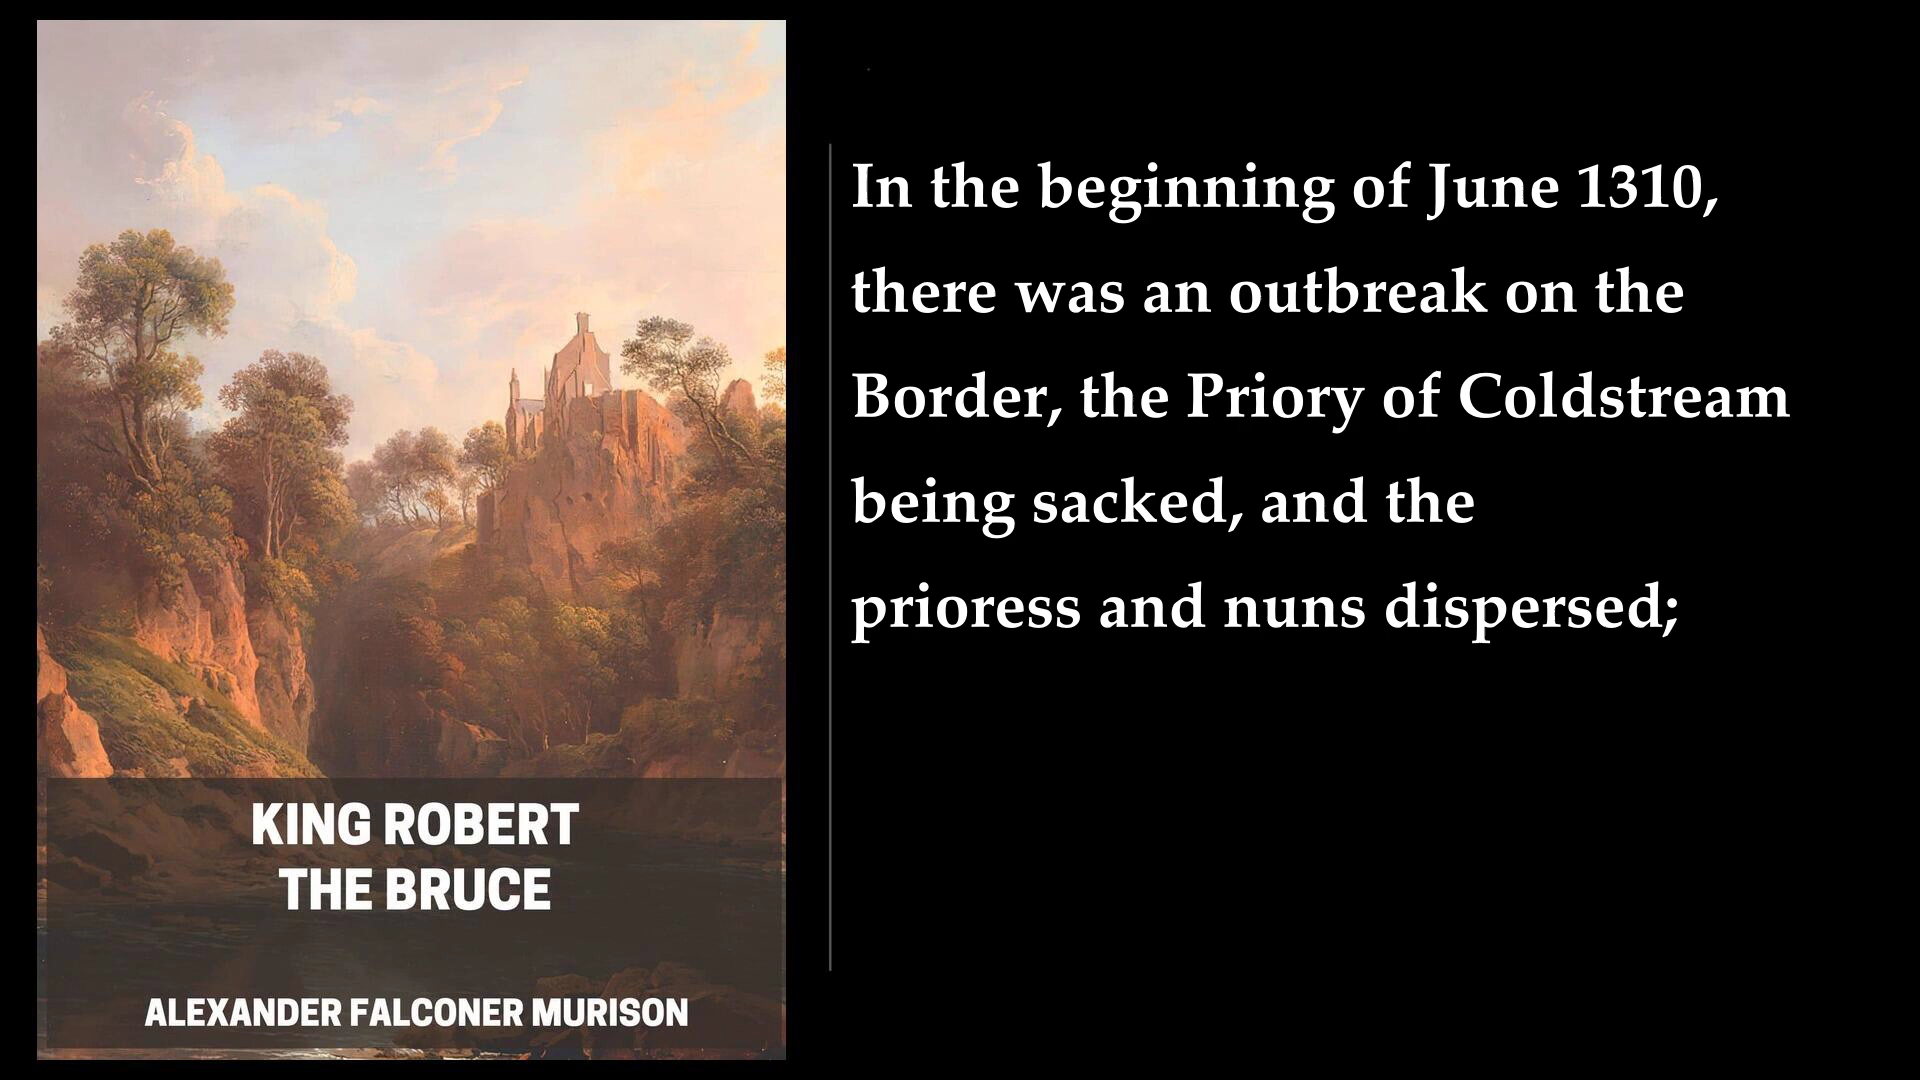 KING ROBERT
THE BRUCE
ALEXANDER FALCONER MURISON
In the beginning of June 1310,
there was an outbreak on the
Border, the Priory of Coldstream
being sacked, and the
prioress and nuns dispersed;